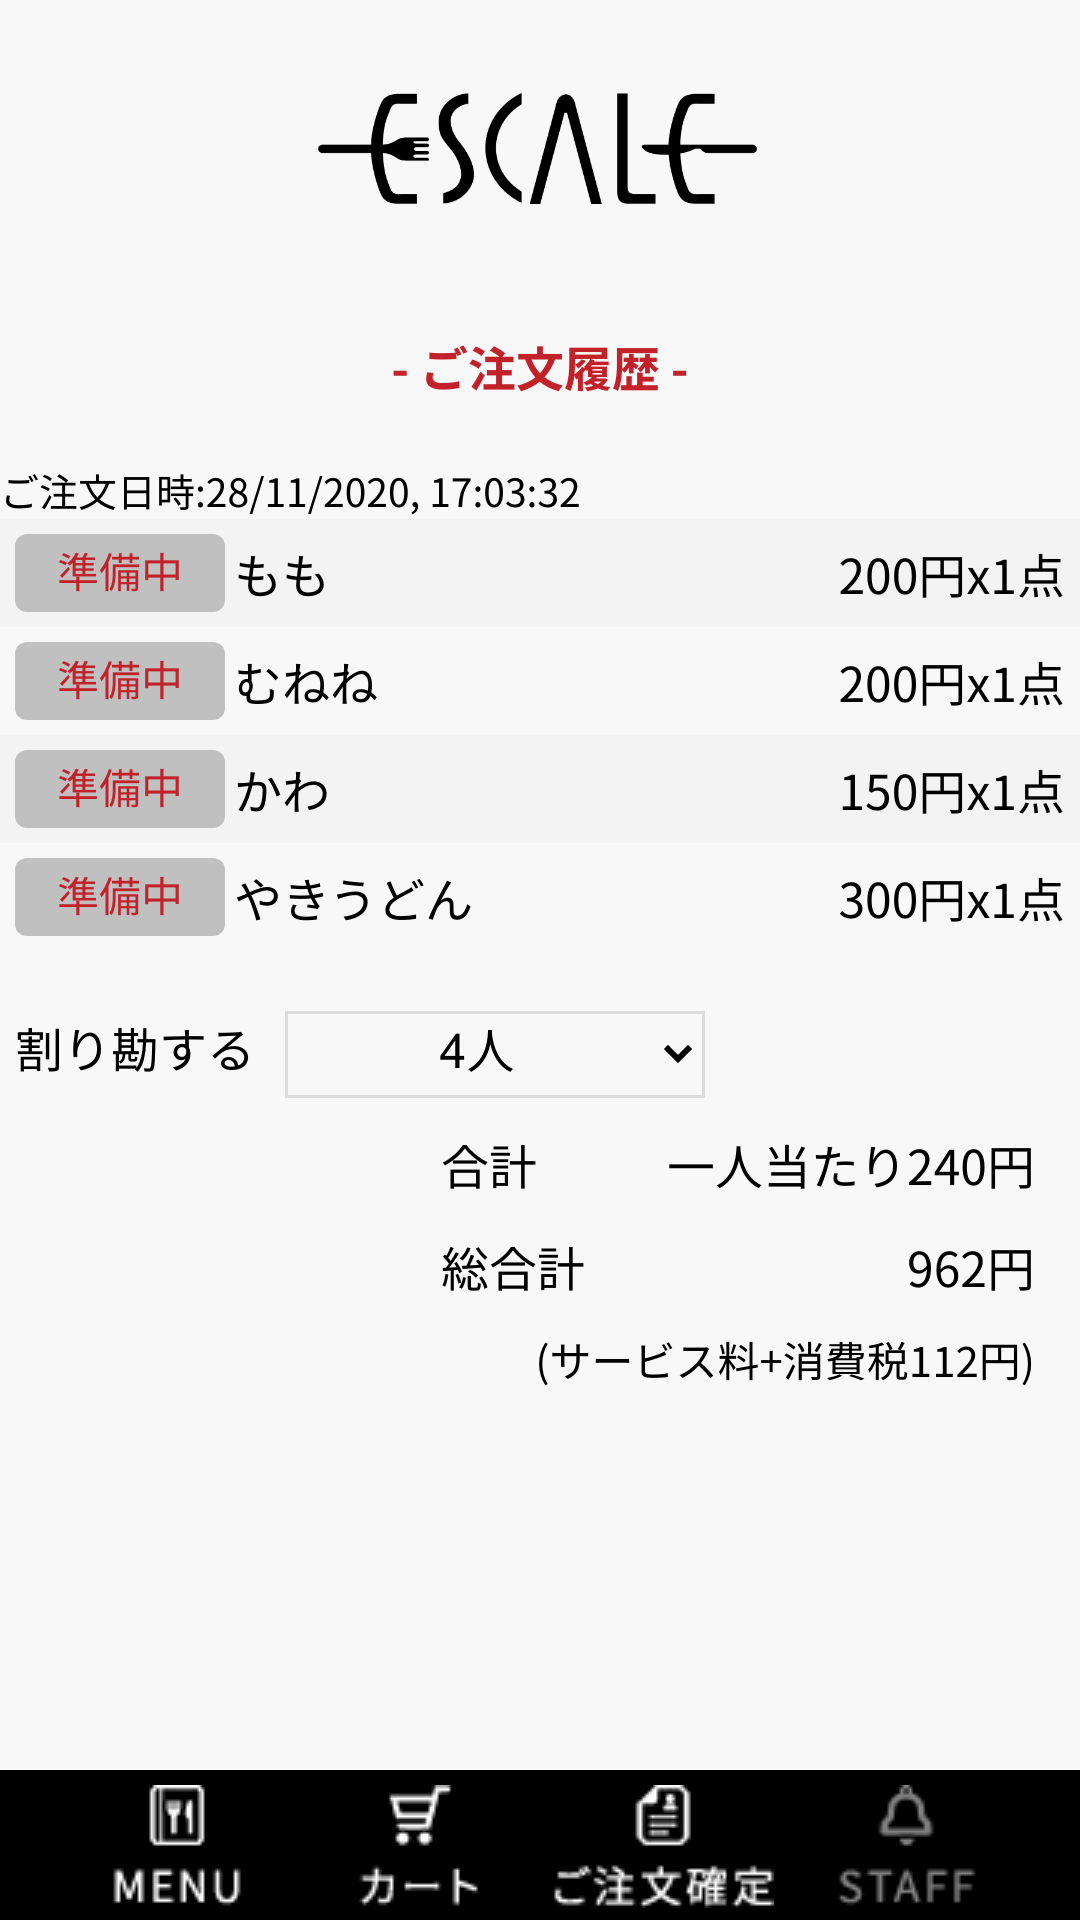 ESCALE
- ご注文履歴 -
ご注文日時:28/11/2020, 17:03:32
準備中 もも 200円x1点
準備中 むねね 200円x1点
準備中 かわ 150円x1点
準備中 やきうどん 300円x1点
割り勘する 4人
合計 一人当たり240円
総合計 962円
(サービス料+消費税112円)
MENU カート ご注文確定 STAFF